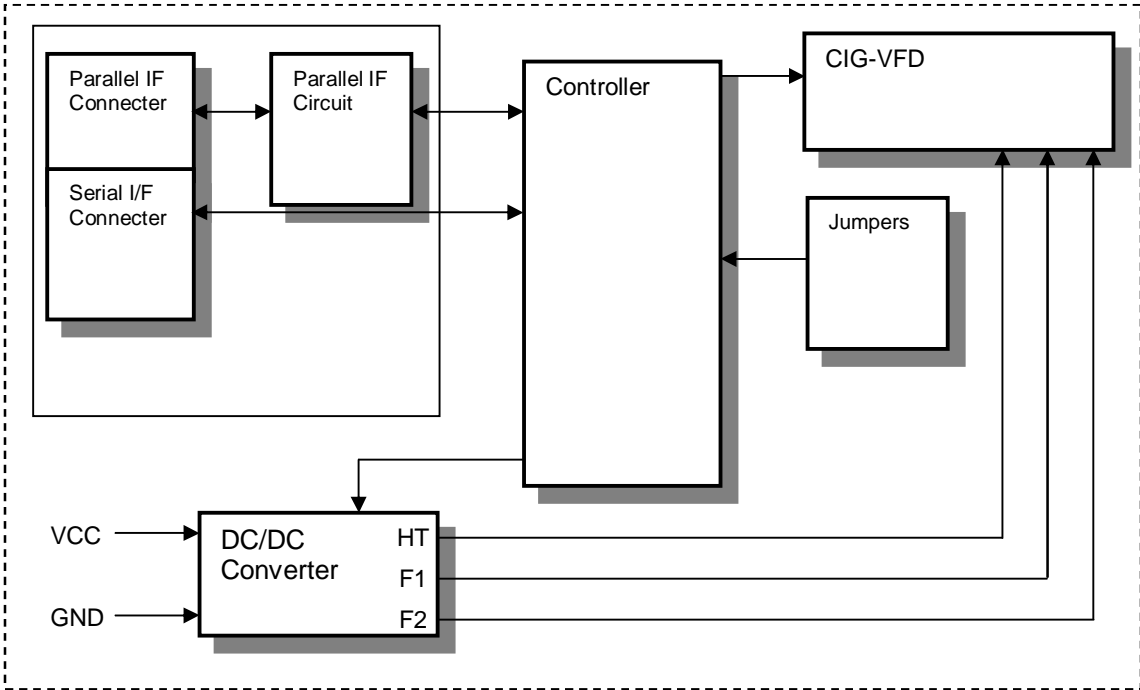 Parallel IF
Connecter
Parallel IF
Circuit
Controller
CIG-VFD
Serial I/F
Connecter
Jumpers
VCC
GND
DC/DC
Converter
HT
F1
F2